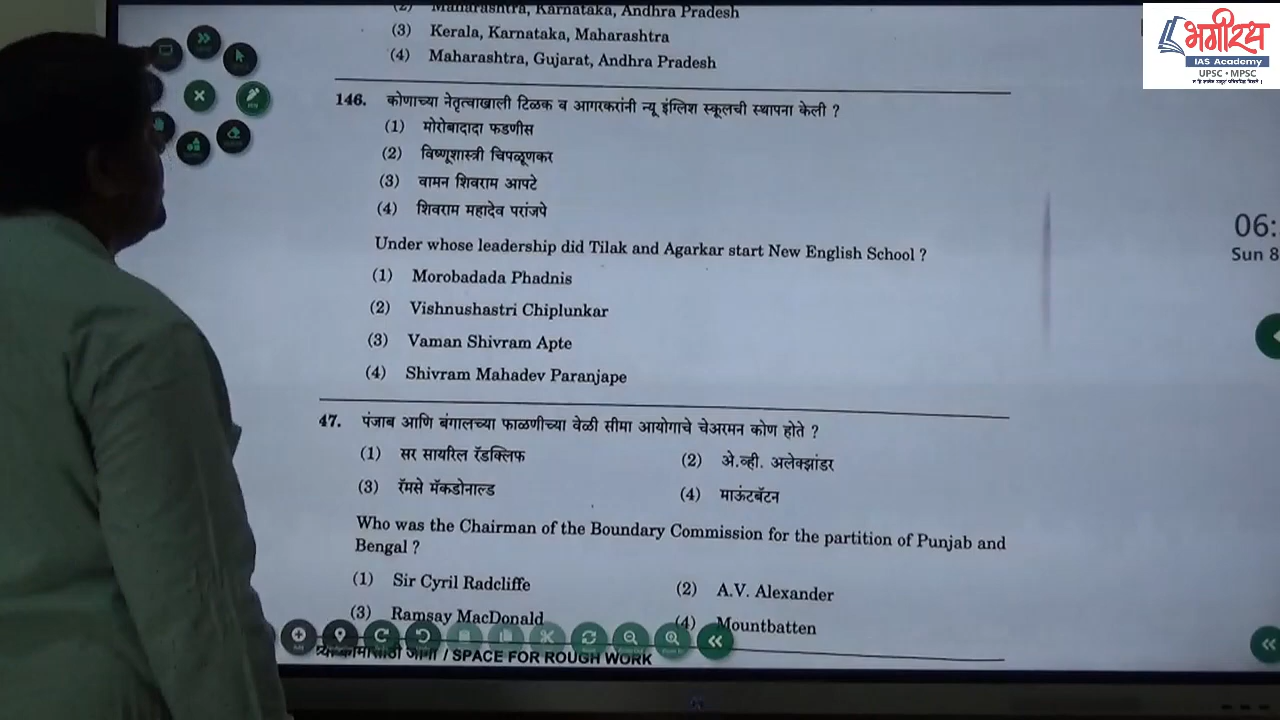 (2) Maharashtra, Karnataka, Andhra Pradesh
(3) Kerala, Karnataka, Maharashtra
(4) Maharashtra, Gujarat, Andhra Pradesh
146. कोणाच्या नेतृत्वाखाली टिळक व आगरकरांनी न्यू इंग्लिश स्कूलची स्थापना केली ?
(1) मोरोबादादा फडणीस
(2) विष्णूशास्त्री चिपळूणकर
(3) वामन शिवराम आपटे
(4) शिवराम महादेव परांजपे
Under whose leadership did Tilak and Agarkar start New English School ?
(1) Morobadada Phadnis
(2) Vishnushastri Chiplunkar
(3) Vaman Shivram Apte
(4) Shivram Mahadev Paranjape
47. पंजाब आणि बंगालच्या फाळणीच्या वेळी सीमा आयोगाचे चेअरमन कोण होते ?
(1) सर सायरिल रॅडक्लिफ (2) अे.व्ही. अलेक्झांडर
(3) रॅमसे मॅकडोनाल्ड (4) माऊंटबॅटन
Who was the Chairman of the Boundary Commission for the partition of Punjab and
Bengal ?
(1) Sir Cyril Radcliffe (2) A.V. Alexander
(3) Ramsay MacDonald (4) Mountbatten
जागा / SPACE FOR ROUGH WORK
भगीरथ
IAS Academy
UPSC • MPSC
06:
Sun 8